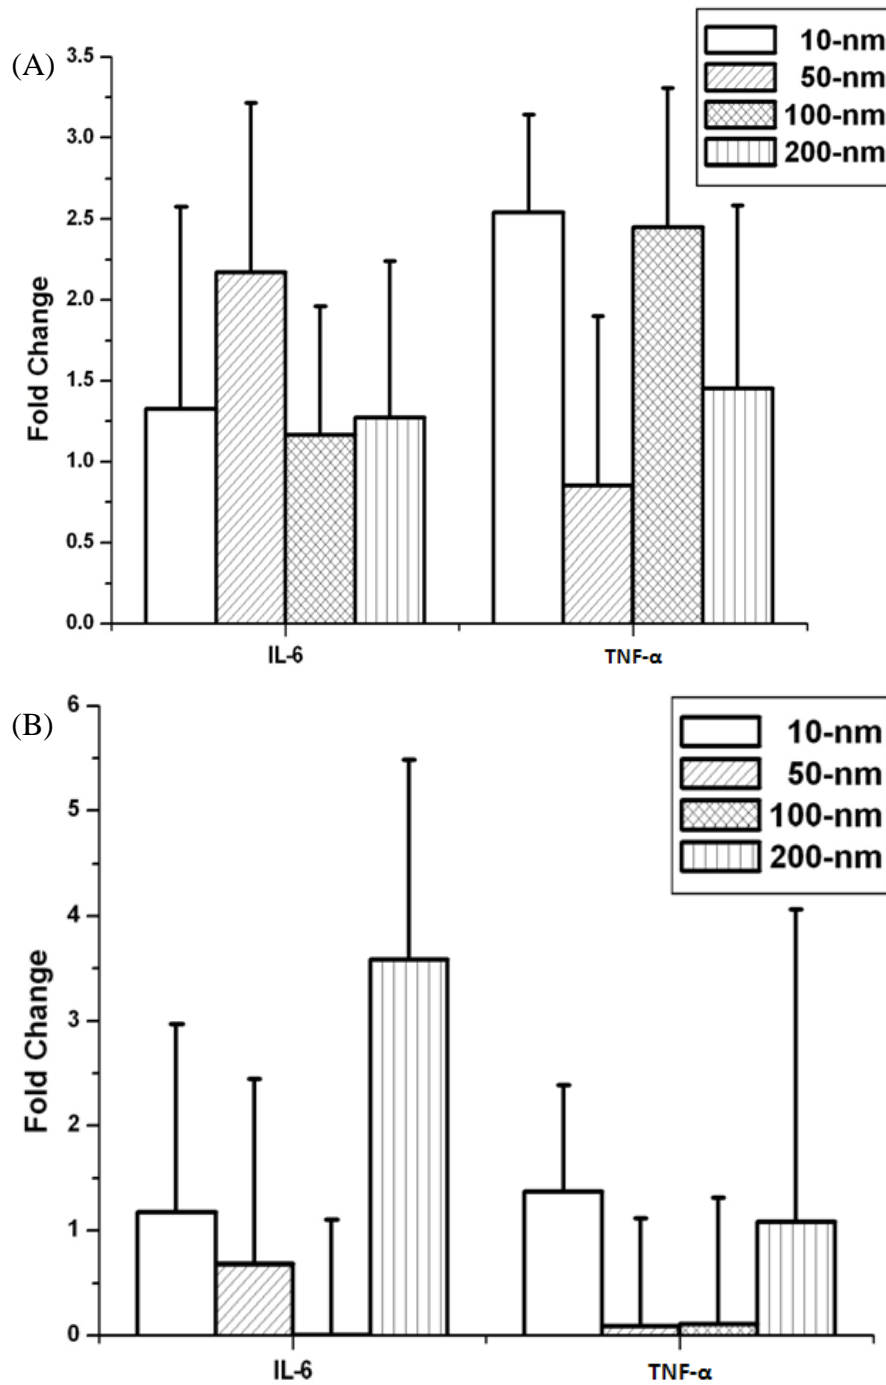 (A)
10-nm
50-nm
100-nm
200-nm
3.5
3.0
2.5
2.0
1.5
1.0
0.5
0.0
Fold Change
IL-6
TNF-α
(B)
10-nm
50-nm
100-nm
200-nm
6
5
4
3
2
1
0
Fold Change
IL-6
TNF-α